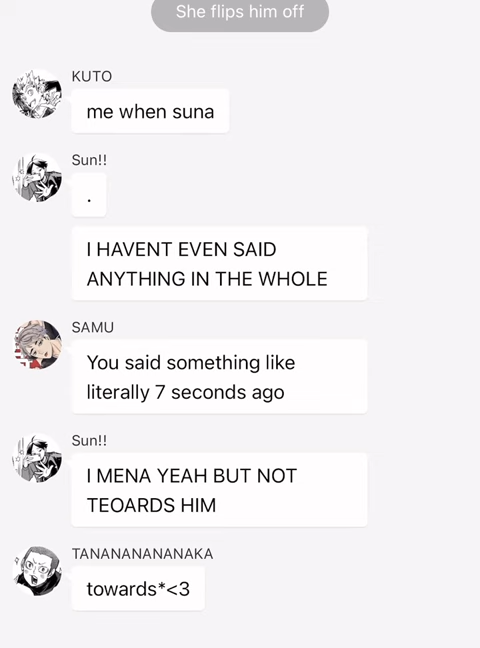 She flips him off
KUTO
me when suna
Sun!!
.
I HAVENT EVEN SAID
ANYTHING IN THE WHOLE
SAMU
You said something like
literally 7 seconds ago
Sun!!
I MENA YEAH BUT NOT
TEOARDS HIM
TANANANANANAKA
towards*<3